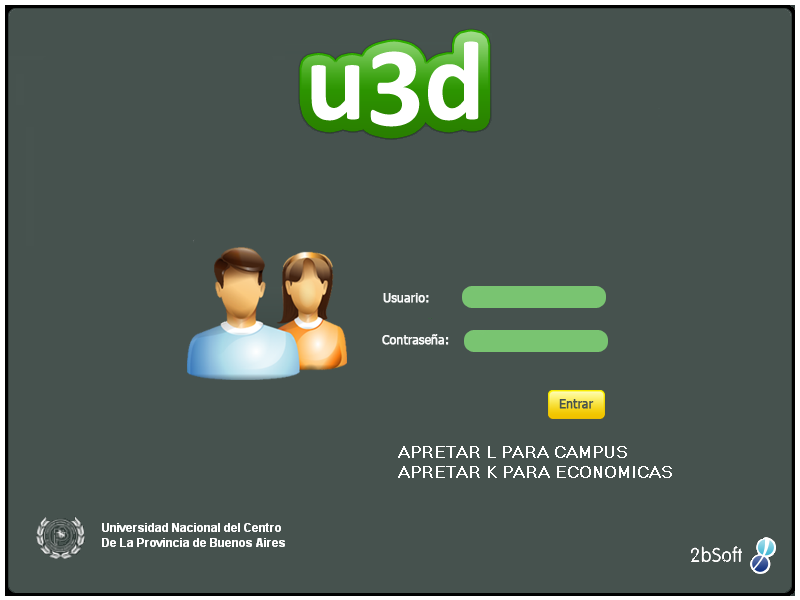 u3d
Usuario:
Contraseña:
Entrar
APRETAR L PARA CAMPUS
APRETAR K PARA ECONOMICAS
Universidad Nacional del Centro
De La Provincia de Buenos Aires
2bSoft